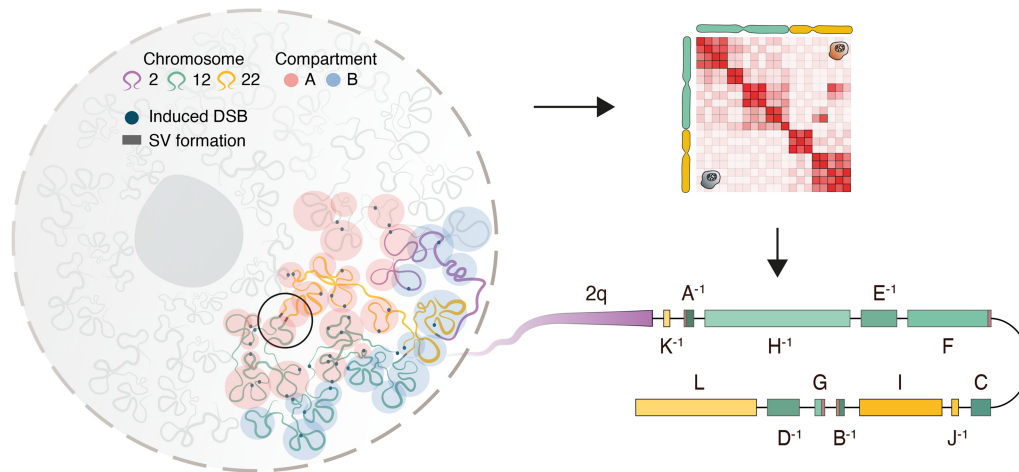 Chromosome Compartment
2 12 22 A B
Induced DSB
SV formation
2q A⁻¹ E⁻¹
K⁻¹ H⁻¹ F
L G I C
D⁻¹ B⁻¹ J⁻¹